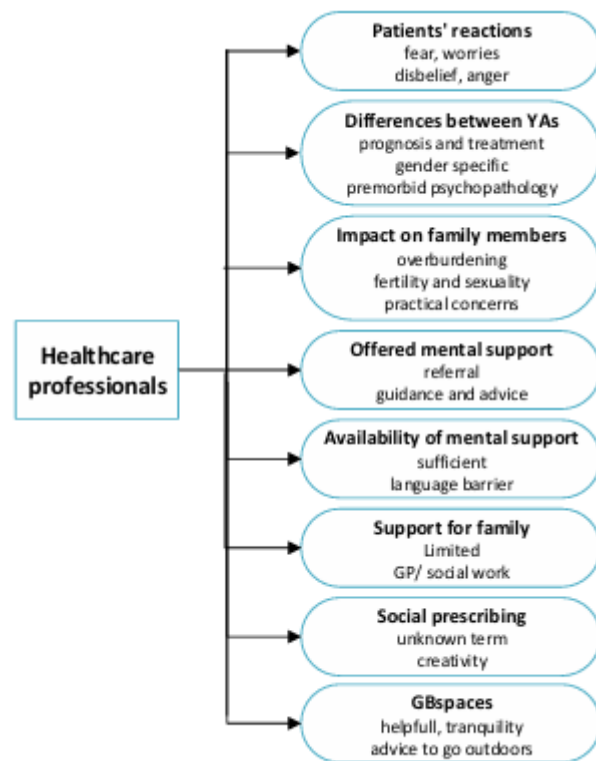 Patients' reactions
fear, worries
disbelief, anger
Differences between YAs
prognosis and treatment
gender specific
premorbid psychopathology
Impact on family members
overburdening
fertility and sexuality
practical concerns
Healthcare
professionals
Offered mental support
referral
guidance and advice
Availability of mental support
sufficient
language barrier
Support for family
Limited
GP/ social work
Social prescribing
unknown term
creativity
GBspaces
helpfull, tranquility
advice to go outdoors